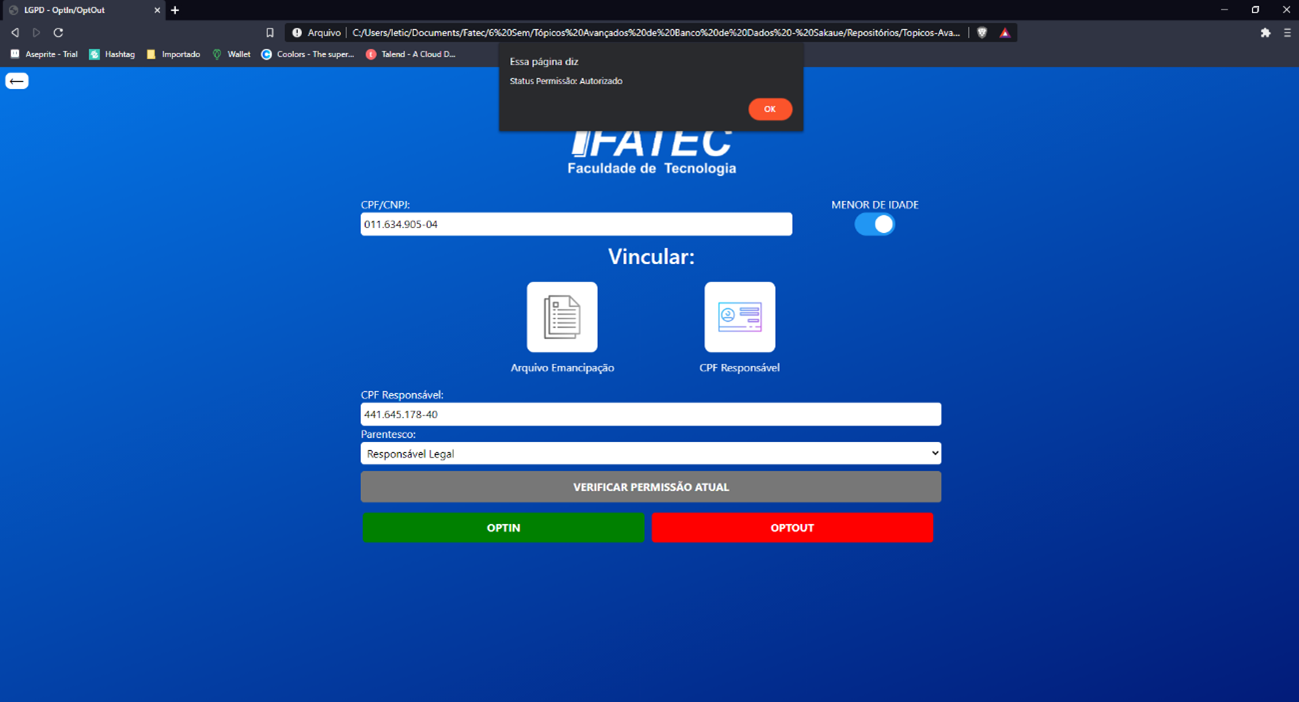 LGPD - OptIn/OptOut
Arquivo | C:/Users/letic/Documents/Fatec/6%20Sem/Tópicos%20Avançados%20de%20Banco%20de%20Dados%20-%20Sakaue/Repositórios/Topicos-Ava...
Aseprite - Trial
Hashtag
Importado
Wallet
Coolors - The super...
Talend - A Cloud D...
Essa página diz
Status Permissão: Autorizado
OK
FATEC
Faculdade de Tecnologia
CPF/CNPJ:
MENOR DE IDADE
011.634.905-04
Vincular:
Arquivo Emancipação
CPF Responsável
CPF Responsável:
441.645.178-40
Parentesco:
Responsável Legal
VERIFICAR PERMISSÃO ATUAL
OPTIN
OPTOUT